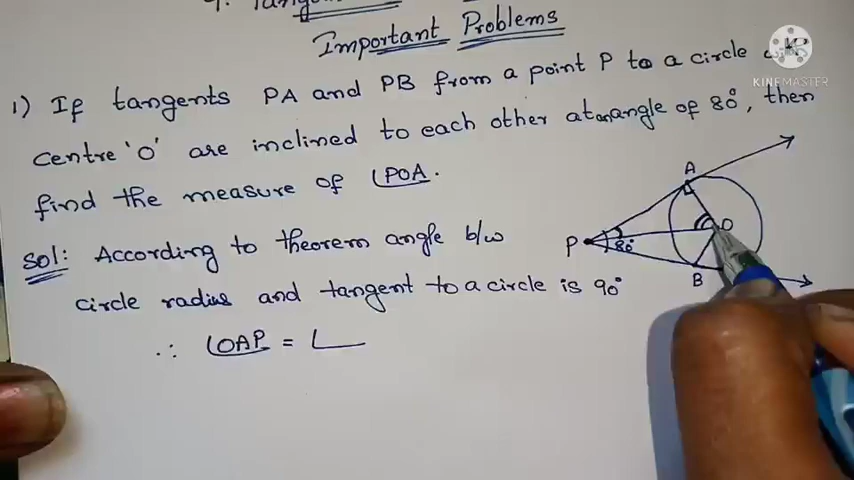 Important Problems
KINEMASTER
1) If tangents PA and PB from a point P to a circle
centre 'O' are inclined to each other at an angle of 80°, then
find the measure of ∠POA.
Sol: According to theorem angle b/w
circle radius and tangent to a circle is 90°
∴ ∠OAP = ∠
A
O
P
80°
B